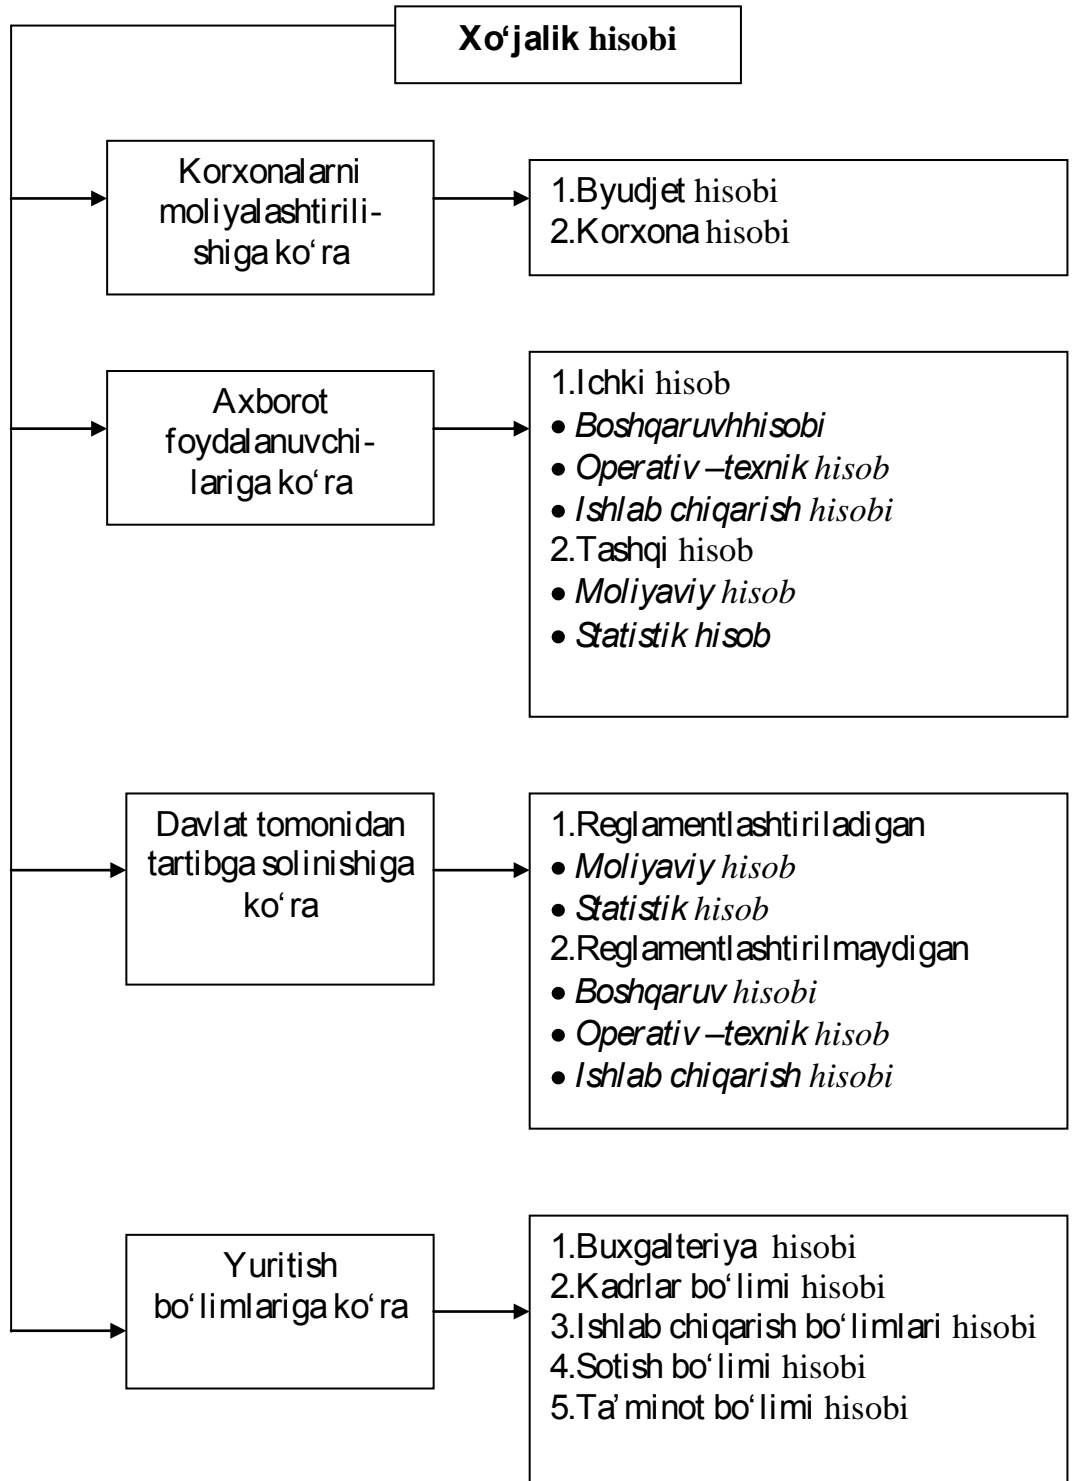 Xo‘jalik hisobi
Korxonalarni
moliyalashtirili-
shiga ko‘ra
1.Byudjet hisobi
2.Korxona hisobi
Axborot
foydalanuvchi-
lariga ko‘ra
1.Ichki hisob
• Boshqaruvhhisobi
• Operativ –texnik hisob
• Ishlab chiqarish hisobi
2.Tashqi hisob
• Moliyaviy hisob
• Statistik hisob
Davlat tomonidan
tartibga solinishiga
ko‘ra
1.Reglamentlashtiriladigan
• Moliyaviy hisob
• Statistik hisob
2.Reglamentlashtirilmaydigan
• Boshqaruv hisobi
• Operativ –texnik hisob
• Ishlab chiqarish hisobi
Yuritish
bo‘limlariga ko‘ra
1.Buxgalteriya hisobi
2.Kadrlar bo‘limi hisobi
3.Ishlab chiqarish bo‘limlari hisobi
4.Sotish bo‘limi hisobi
5.Ta’minot bo‘limi hisobi